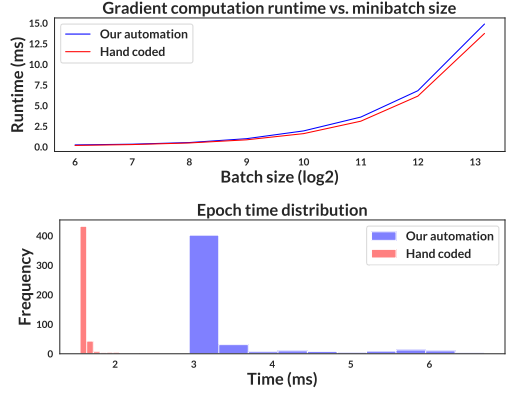 Gradient computation runtime vs. minibatch size
Runtime (ms)
15.0
12.5
10.0
7.5
5.0
2.5
0.0
Our automation
Hand coded
6 7 8 9 10 11 12 13
Batch size (log2)
Epoch time distribution
Frequency
400
300
200
100
0
Our automation
Hand coded
2 3 4 5 6
Time (ms)